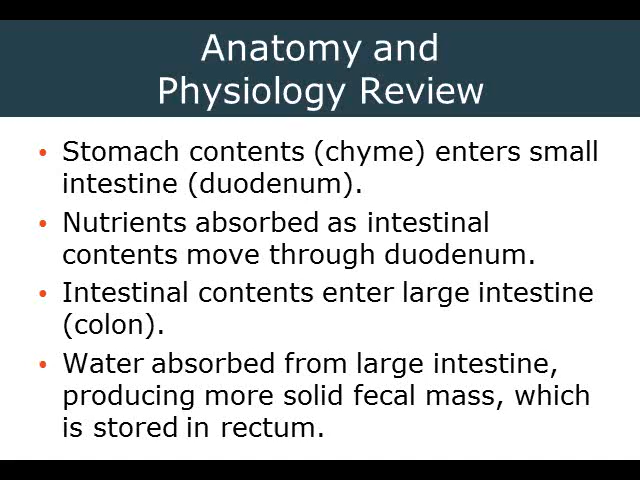 Anatomy and
Physiology Review
• Stomach contents (chyme) enters small
intestine (duodenum).
• Nutrients absorbed as intestinal
contents move through duodenum.
• Intestinal contents enter large intestine
(colon).
• Water absorbed from large intestine,
producing more solid fecal mass, which
is stored in rectum.